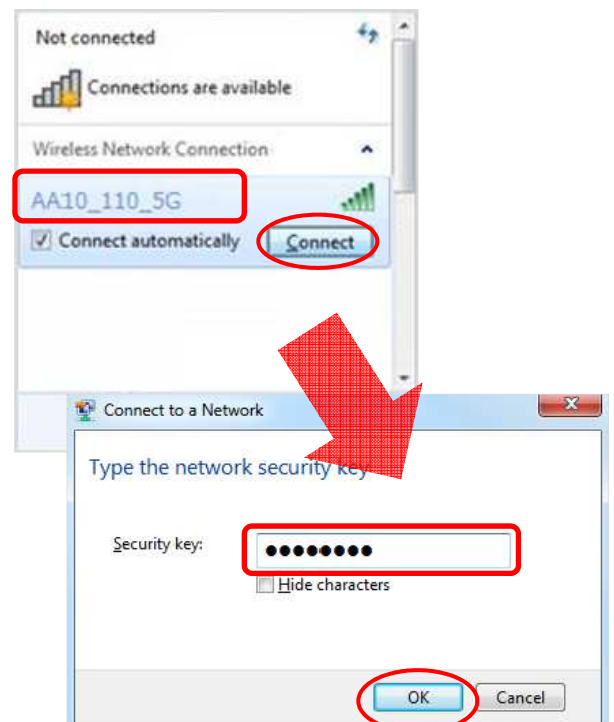 Not connected
Connections are available
Wireless Network Connection
AA10_110_5G
Connect automatically Connect
Connect to a Network
Type the network security key
Security key: ●●●●●●●●
Hide characters
OK Cancel